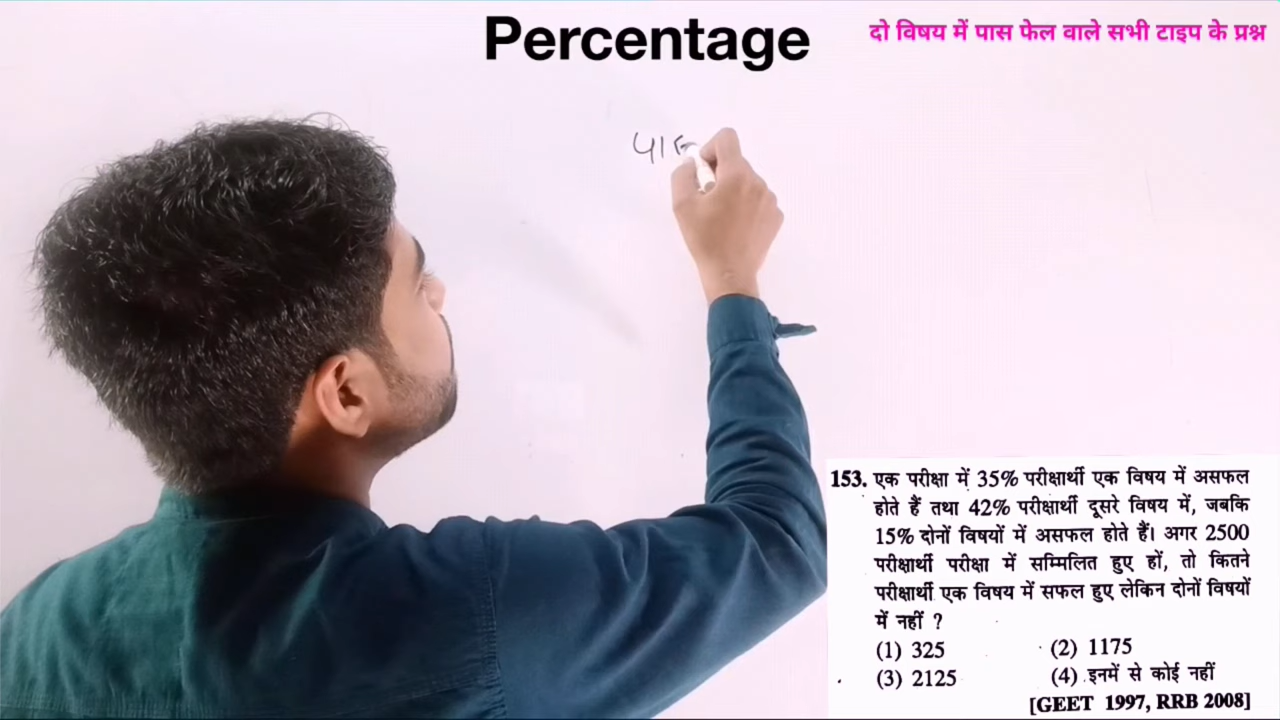 Percentage
दो विषय में पास फेल वाले सभी टाइप के प्रश्न
153. एक परीक्षा में 35% परीक्षार्थी एक विषय में असफल
होते हैं तथा 42% परीक्षार्थी दूसरे विषय में, जबकि
15% दोनों विषयों में असफल होते हैं। अगर 2500
परीक्षार्थी परीक्षा में सम्मिलित हुए हों, तो कितने
परीक्षार्थी एक विषय में सफल हुए लेकिन दोनों विषयों
में नहीं ?
(1) 325 (2) 1175
(3) 2125 (4) इनमें से कोई नहीं
[GEET 1997, RRB 2008]